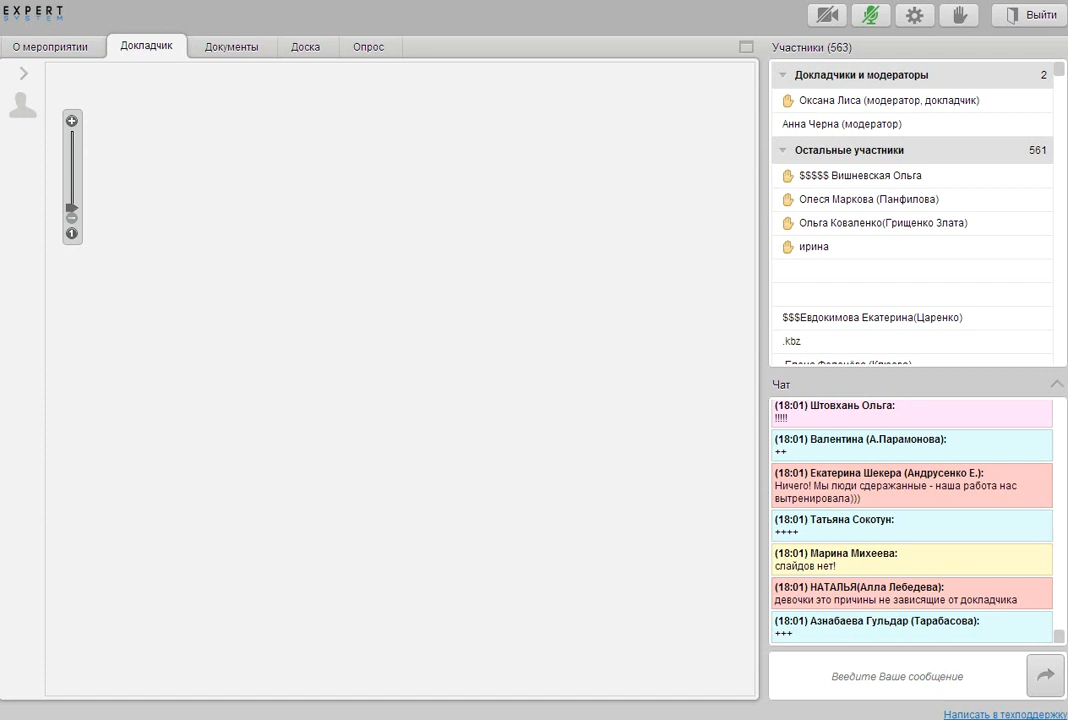 EXPERT
SYSTEM
Выйти
О мероприятии
Докладчик
Документы
Доска
Опрос
Участники (563)
Докладчики и модераторы 2
Оксана Лиса (модератор, докладчик)
Анна Черна (модератор)
Остальные участники 561
$$$$$ Вишневская Ольга
Олеся Маркова (Панфилова)
Ольга Коваленко(Грищенко Злата)
ирина
$$$Евдокимова Екатерина(Царенко)
.kbz
1
Чат
(18:01) Штовхань Ольга:
!!!!!
(18:01) Валентина (А.Парамонова):
++
(18:01) Екатерина Шекера (Андрусенко Е.):
Ничего! Мы люди сдеражанные - наша работа нас
вытренировала)))
(18:01) Татьяна Сокотун:
++++
(18:01) Марина Михеева:
слайдов нет!
(18:01) НАТАЛЬЯ(Алла Лебедева):
девочки это причины не зависящие от докладчика
(18:01) Азнабаева Гульдар (Тарабасова):
+++
Введите Ваше сообщение
Написать в техподдержку